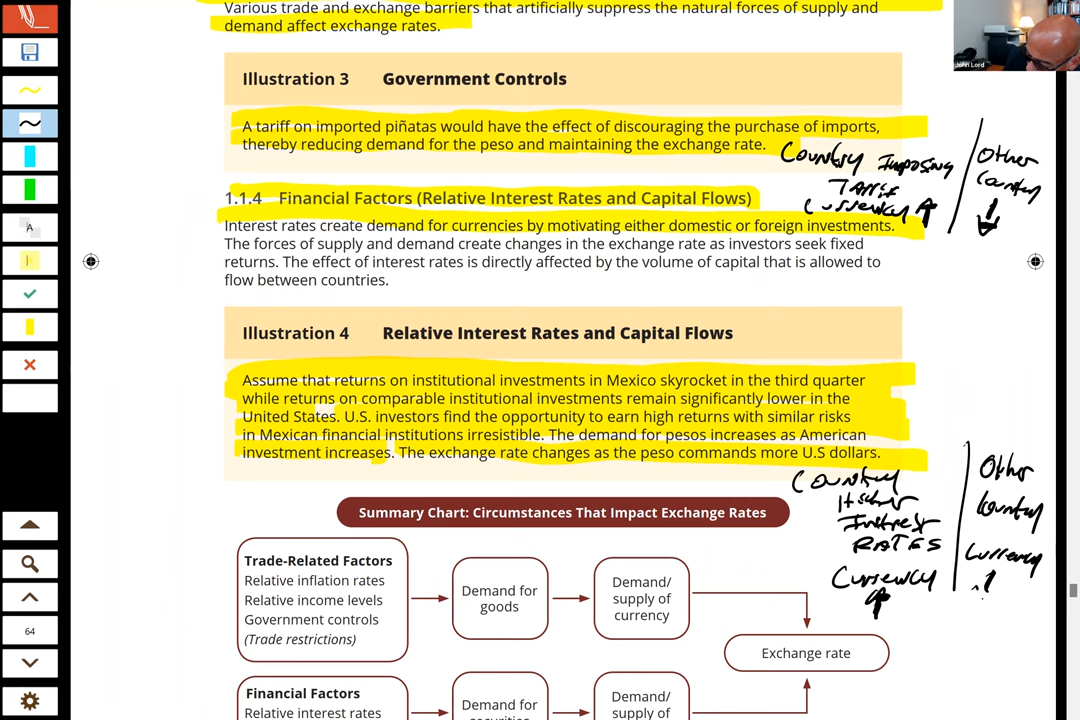 Various trade and exchange barriers that artificially suppress the natural forces of supply and
demand affect exchange rates.
John Lord
Illustration 3 Government Controls
A tariff on imported piñatas would have the effect of discouraging the purchase of imports,
thereby reducing demand for the peso and maintaining the exchange rate.
Country Imposing
Tariff
Currency ↑
Other
Country
↓
1.1.4 Financial Factors (Relative Interest Rates and Capital Flows)
Interest rates create demand for currencies by motivating either domestic or foreign investments.
The forces of supply and demand create changes in the exchange rate as investors seek fixed
returns. The effect of interest rates is directly affected by the volume of capital that is allowed to
flow between countries.
Illustration 4 Relative Interest Rates and Capital Flows
Assume that returns on institutional investments in Mexico skyrocket in the third quarter
while returns on comparable institutional investments remain significantly lower in the
United States. U.S. investors find the opportunity to earn high returns with similar risks
in Mexican financial institutions irresistible. The demand for pesos increases as American
investment increases. The exchange rate changes as the peso commands more U.S dollars.
Country
Higher
Interest
RATES
Currency
↑
Other
Country
Currency
↓
Summary Chart: Circumstances That Impact Exchange Rates
Trade-Related Factors
Relative inflation rates
Relative income levels
Government controls
(Trade restrictions)
Demand for
goods
Demand/
supply of
currency
Exchange rate
Financial Factors
Relative interest rates
Demand for
Demand/
supply of
A
64